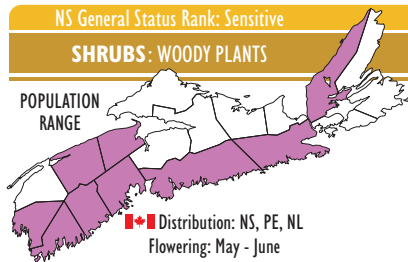 NS General Status Rank: Sensitive
SHRUBS: WOODY PLANTS
POPULATION
RANGE
Distribution: NS, PE, NL
Flowering: May - June